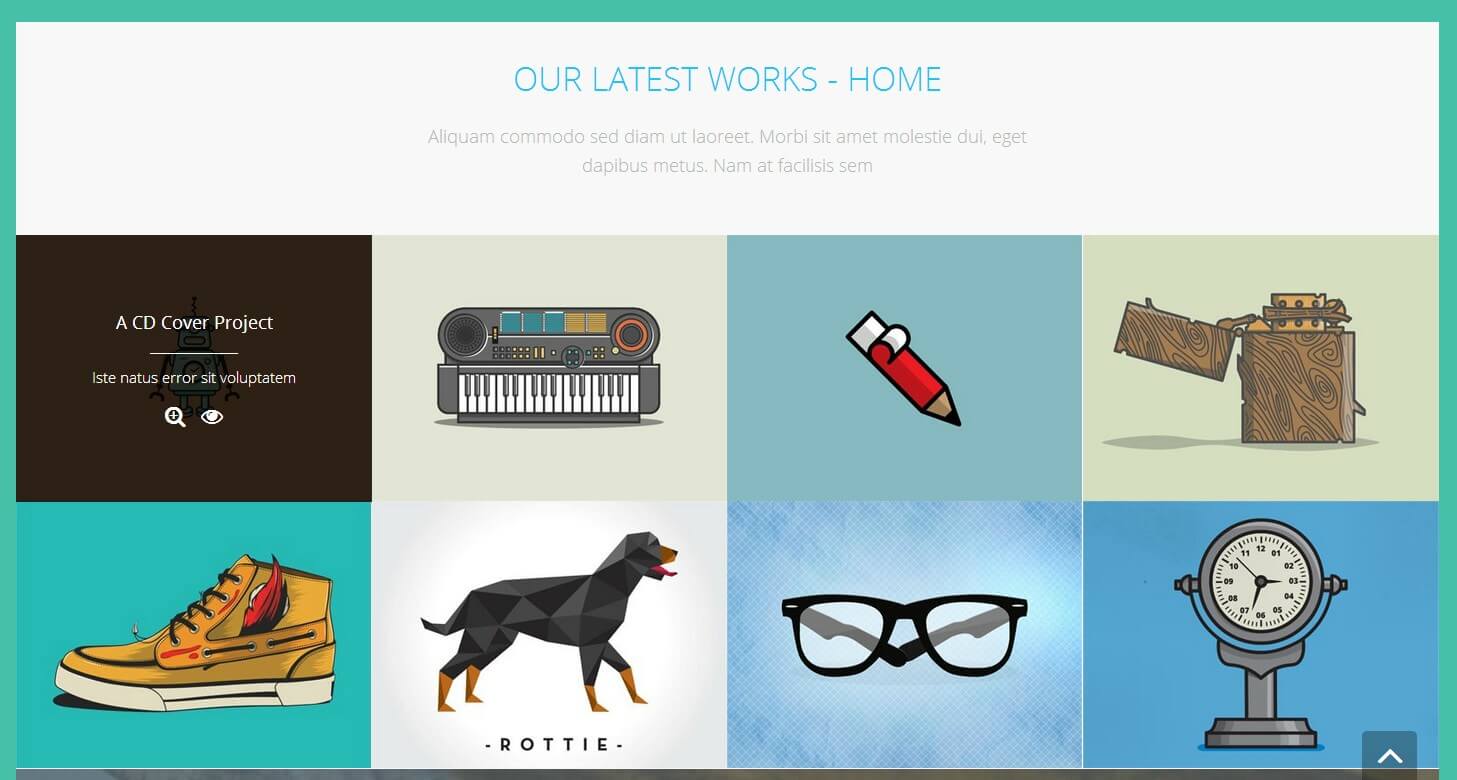 OUR LATEST WORKS - HOME
Aliquam commodo sed diam ut laoreet. Morbi sit amet molestie dui, eget
dapibus metus. Nam at facilisis sem
A CD Cover Project
Iste natus error sit voluptatem
-ROTTIE-
12
01
02
03
04
05
06
07
08
09
10
11